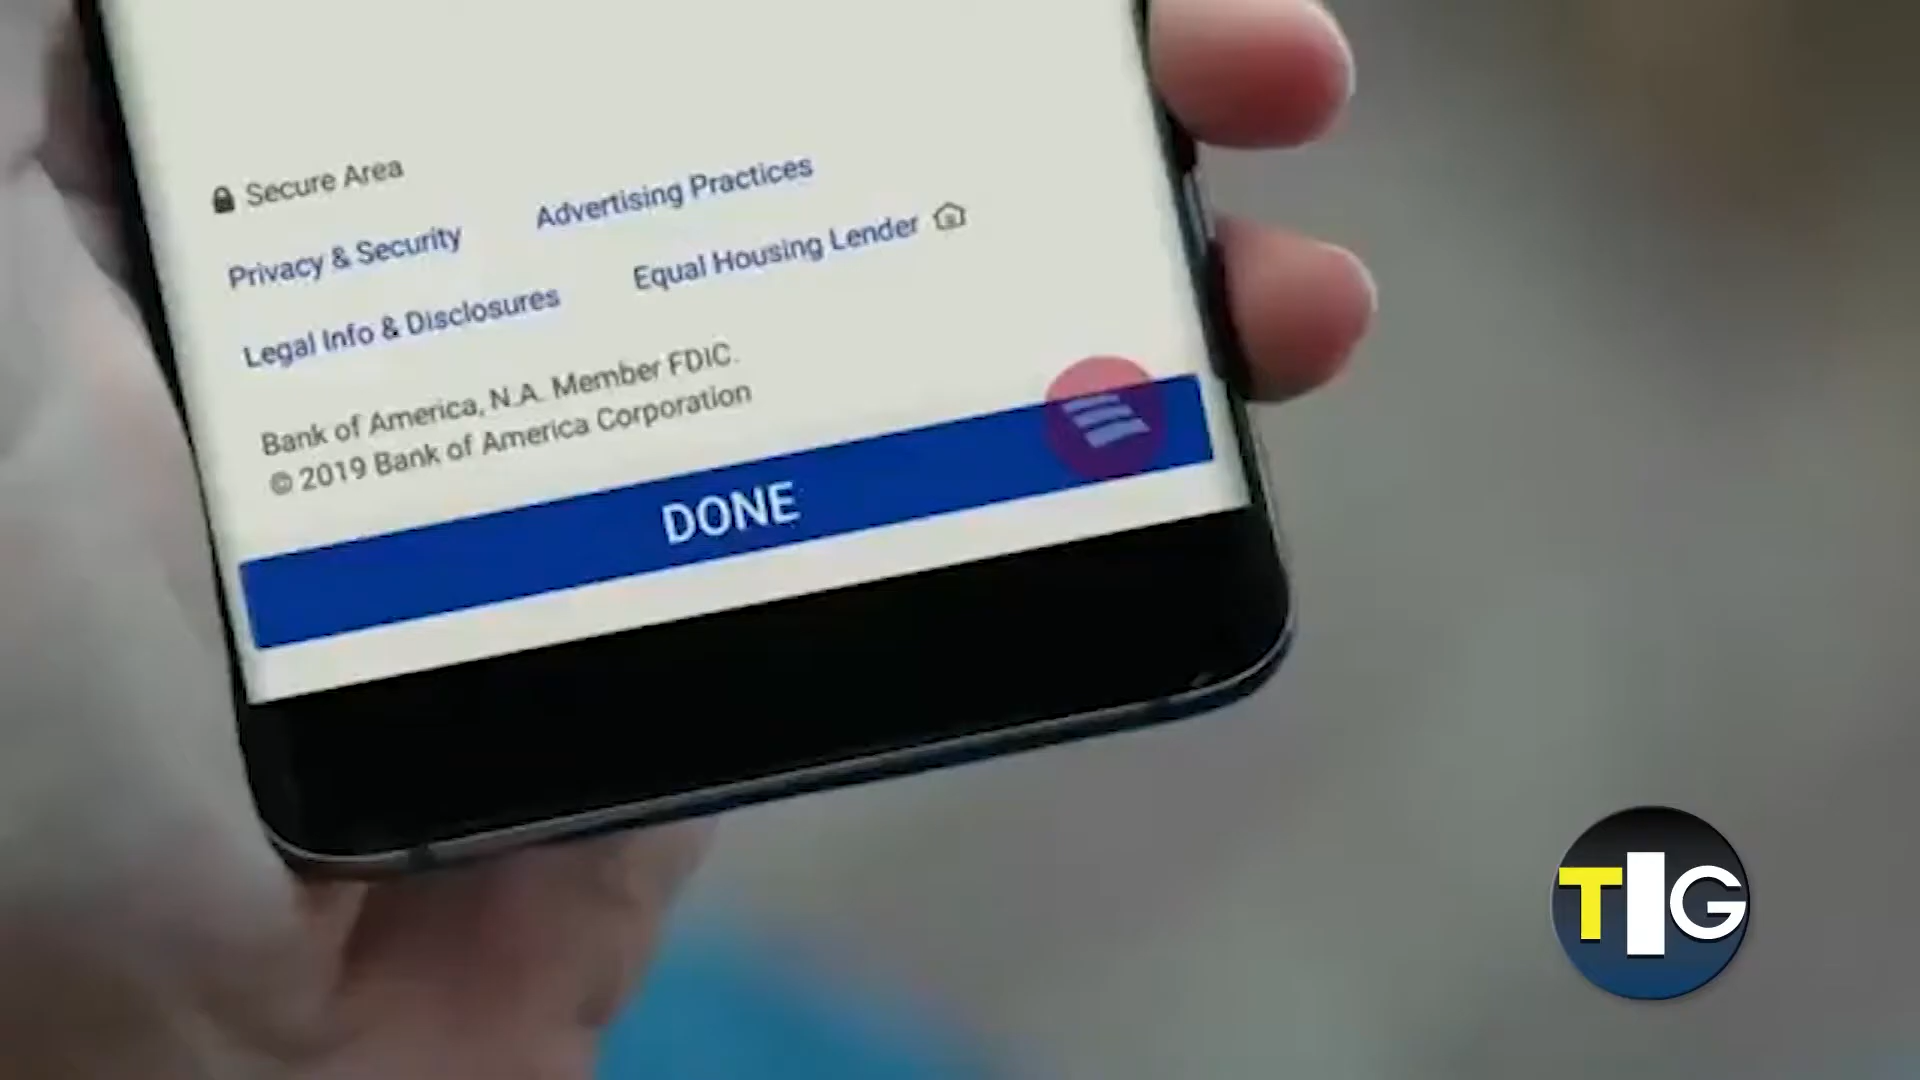 Secure Area
Privacy & Security
Advertising Practices
Legal Info & Disclosures
Equal Housing Lender
Bank of America, N.A. Member FDIC.
© 2019 Bank of America Corporation
DONE
TIG